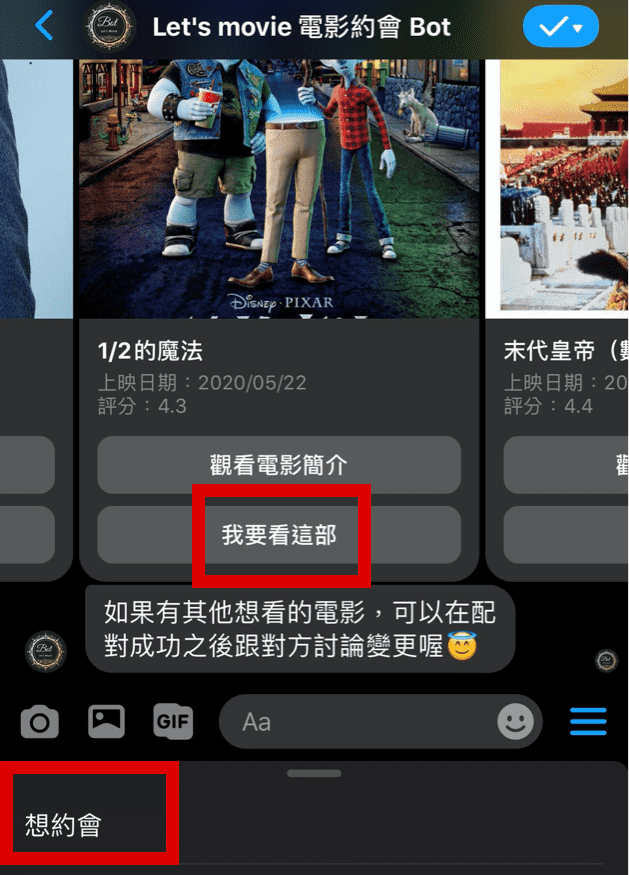 Bot
Let's movie 電影約會 Bot
DISNEY · PIXAR
1/2的魔法
上映日期：2020/05/22
評分：4.3
觀看電影簡介
我要看這部
末代皇帝（
上映日期：20
評分：4.4
如果有其他想看的電影，可以在配
對成功之後跟對方討論變更喔😇
Bot
GIF
Aa
想約會